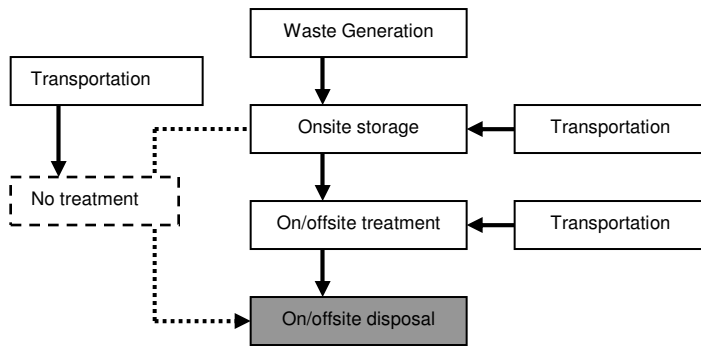 Waste Generation
Transportation
Onsite storage
Transportation
No treatment
On/offsite treatment
Transportation
On/offsite disposal